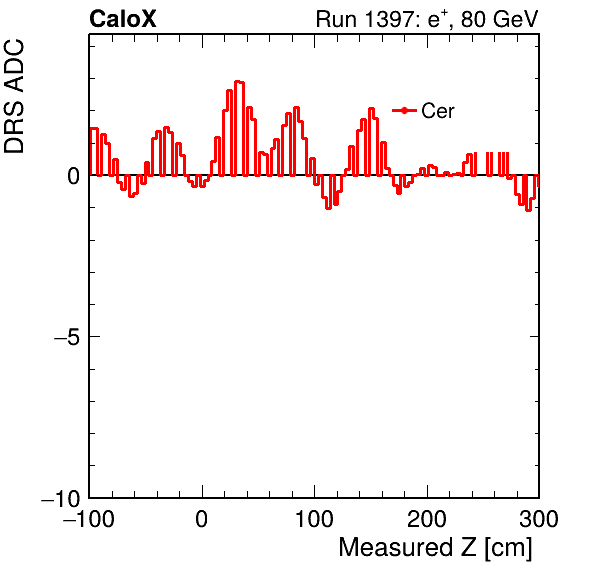 CaloX Run 1397: e⁺, 80 GeV
DRS ADC
Cer
0
−5
−10
−100 0 100 200 300
Measured Z [cm]